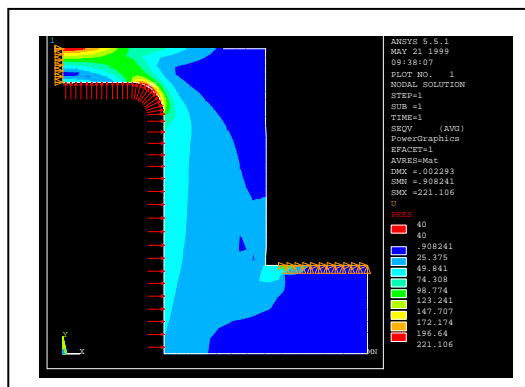 1
ANSYS 5.5.1
MAY 21 1999
09:38:07
PLOT NO. 1
NODAL SOLUTION
STEP=1
SUB =1
TIME=1
SEQV (AVG)
PowerGraphics
EFACET=1
AVRES=Mat
DMX =.002293
SMN =.908241
SMX =221.106
U
PRES
40
40
.908241
25.375
49.841
74.308
98.774
123.241
147.707
172.174
196.64
221.106
Y
X
MN